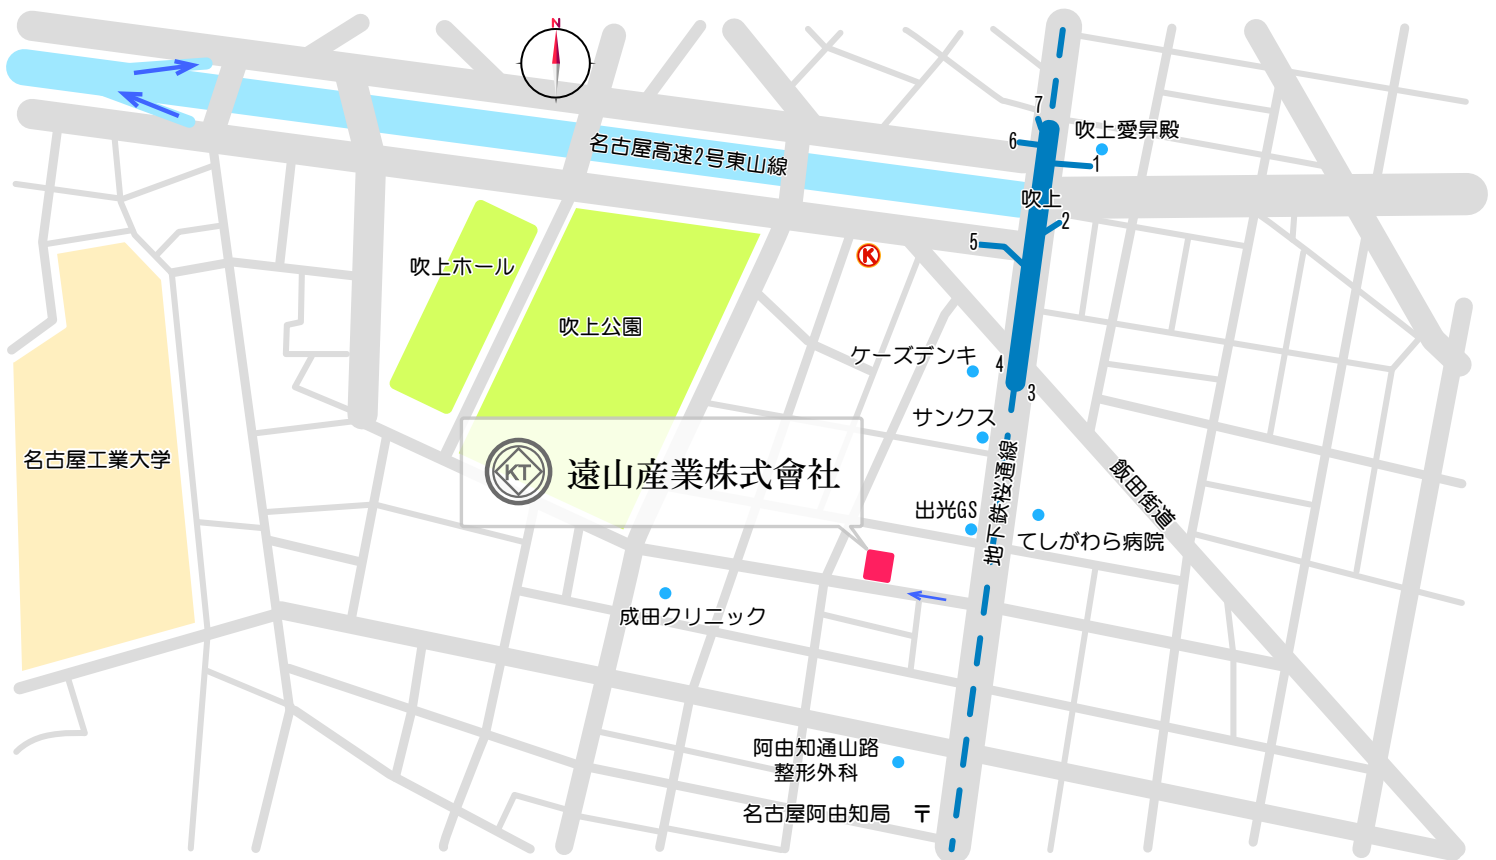 N
名古屋高速2号東山線
7
吹上愛昇殿
6
1
吹上
2
5
K
吹上ホール
吹上公園
ケーズデンキ
4
3
サンクス
名古屋工業大学
KT
遠山産業株式會社
地下鉄桜通線
飯田街道
出光GS
てしがわら病院
成田クリニック
阿由知通山路
整形外科
名古屋阿由知局 〒